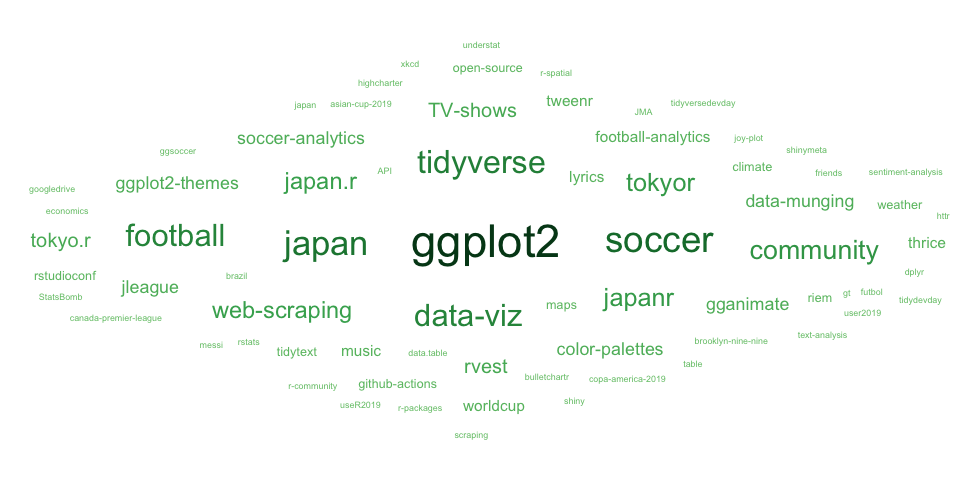 understat
xkcd
open-source
r-spatial
highcharter
japan
asian-cup-2019
TV-shows
tweenr
JMA
tidyversedevday
soccer-analytics
football-analytics
joy-plot
ggsoccer
tidyverse
shinymeta
googledrive
ggplot2-themes
japan.r
API
lyrics
tokyor
climate
friends
sentiment-analysis
economics
data-munging
weather
httr
tokyo.r
football
japan
ggplot2
soccer
community
thrice
rstudioconf
jleague
brazil
dplyr
StatsBomb
web-scraping
data-viz
maps
japanr
gganimate
riem
gt
futbol
tidydevday
canada-premier-league
user2019
messi
rstats
tidytext
music
data.table
color-palettes
brooklyn-nine-nine
text-analysis
rvest
table
r-community
github-actions
bulletchartr
copa-america-2019
useR2019
r-packages
worldcup
shiny
scraping